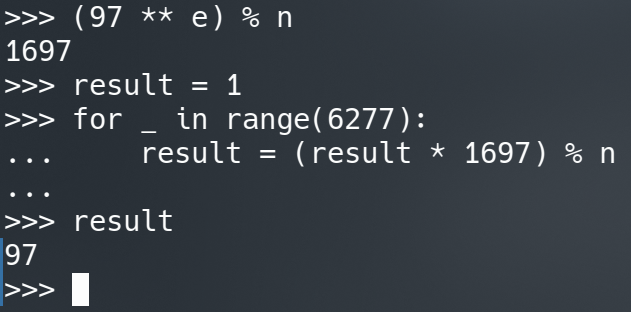 >>> (97 ** e) % n
1697
>>> result = 1
>>> for _ in range(6277):
...     result = (result * 1697) % n
...
>>> result
97
>>>